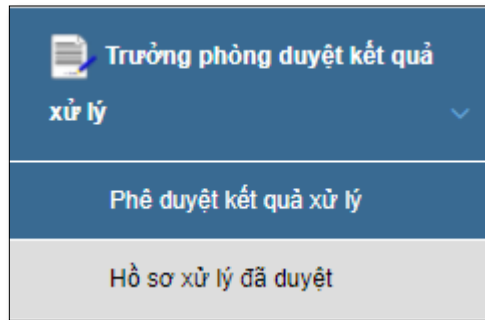 Trưởng phòng duyệt kết quả
xử lý
Phê duyệt kết quả xử lý
Hồ sơ xử lý đã duyệt